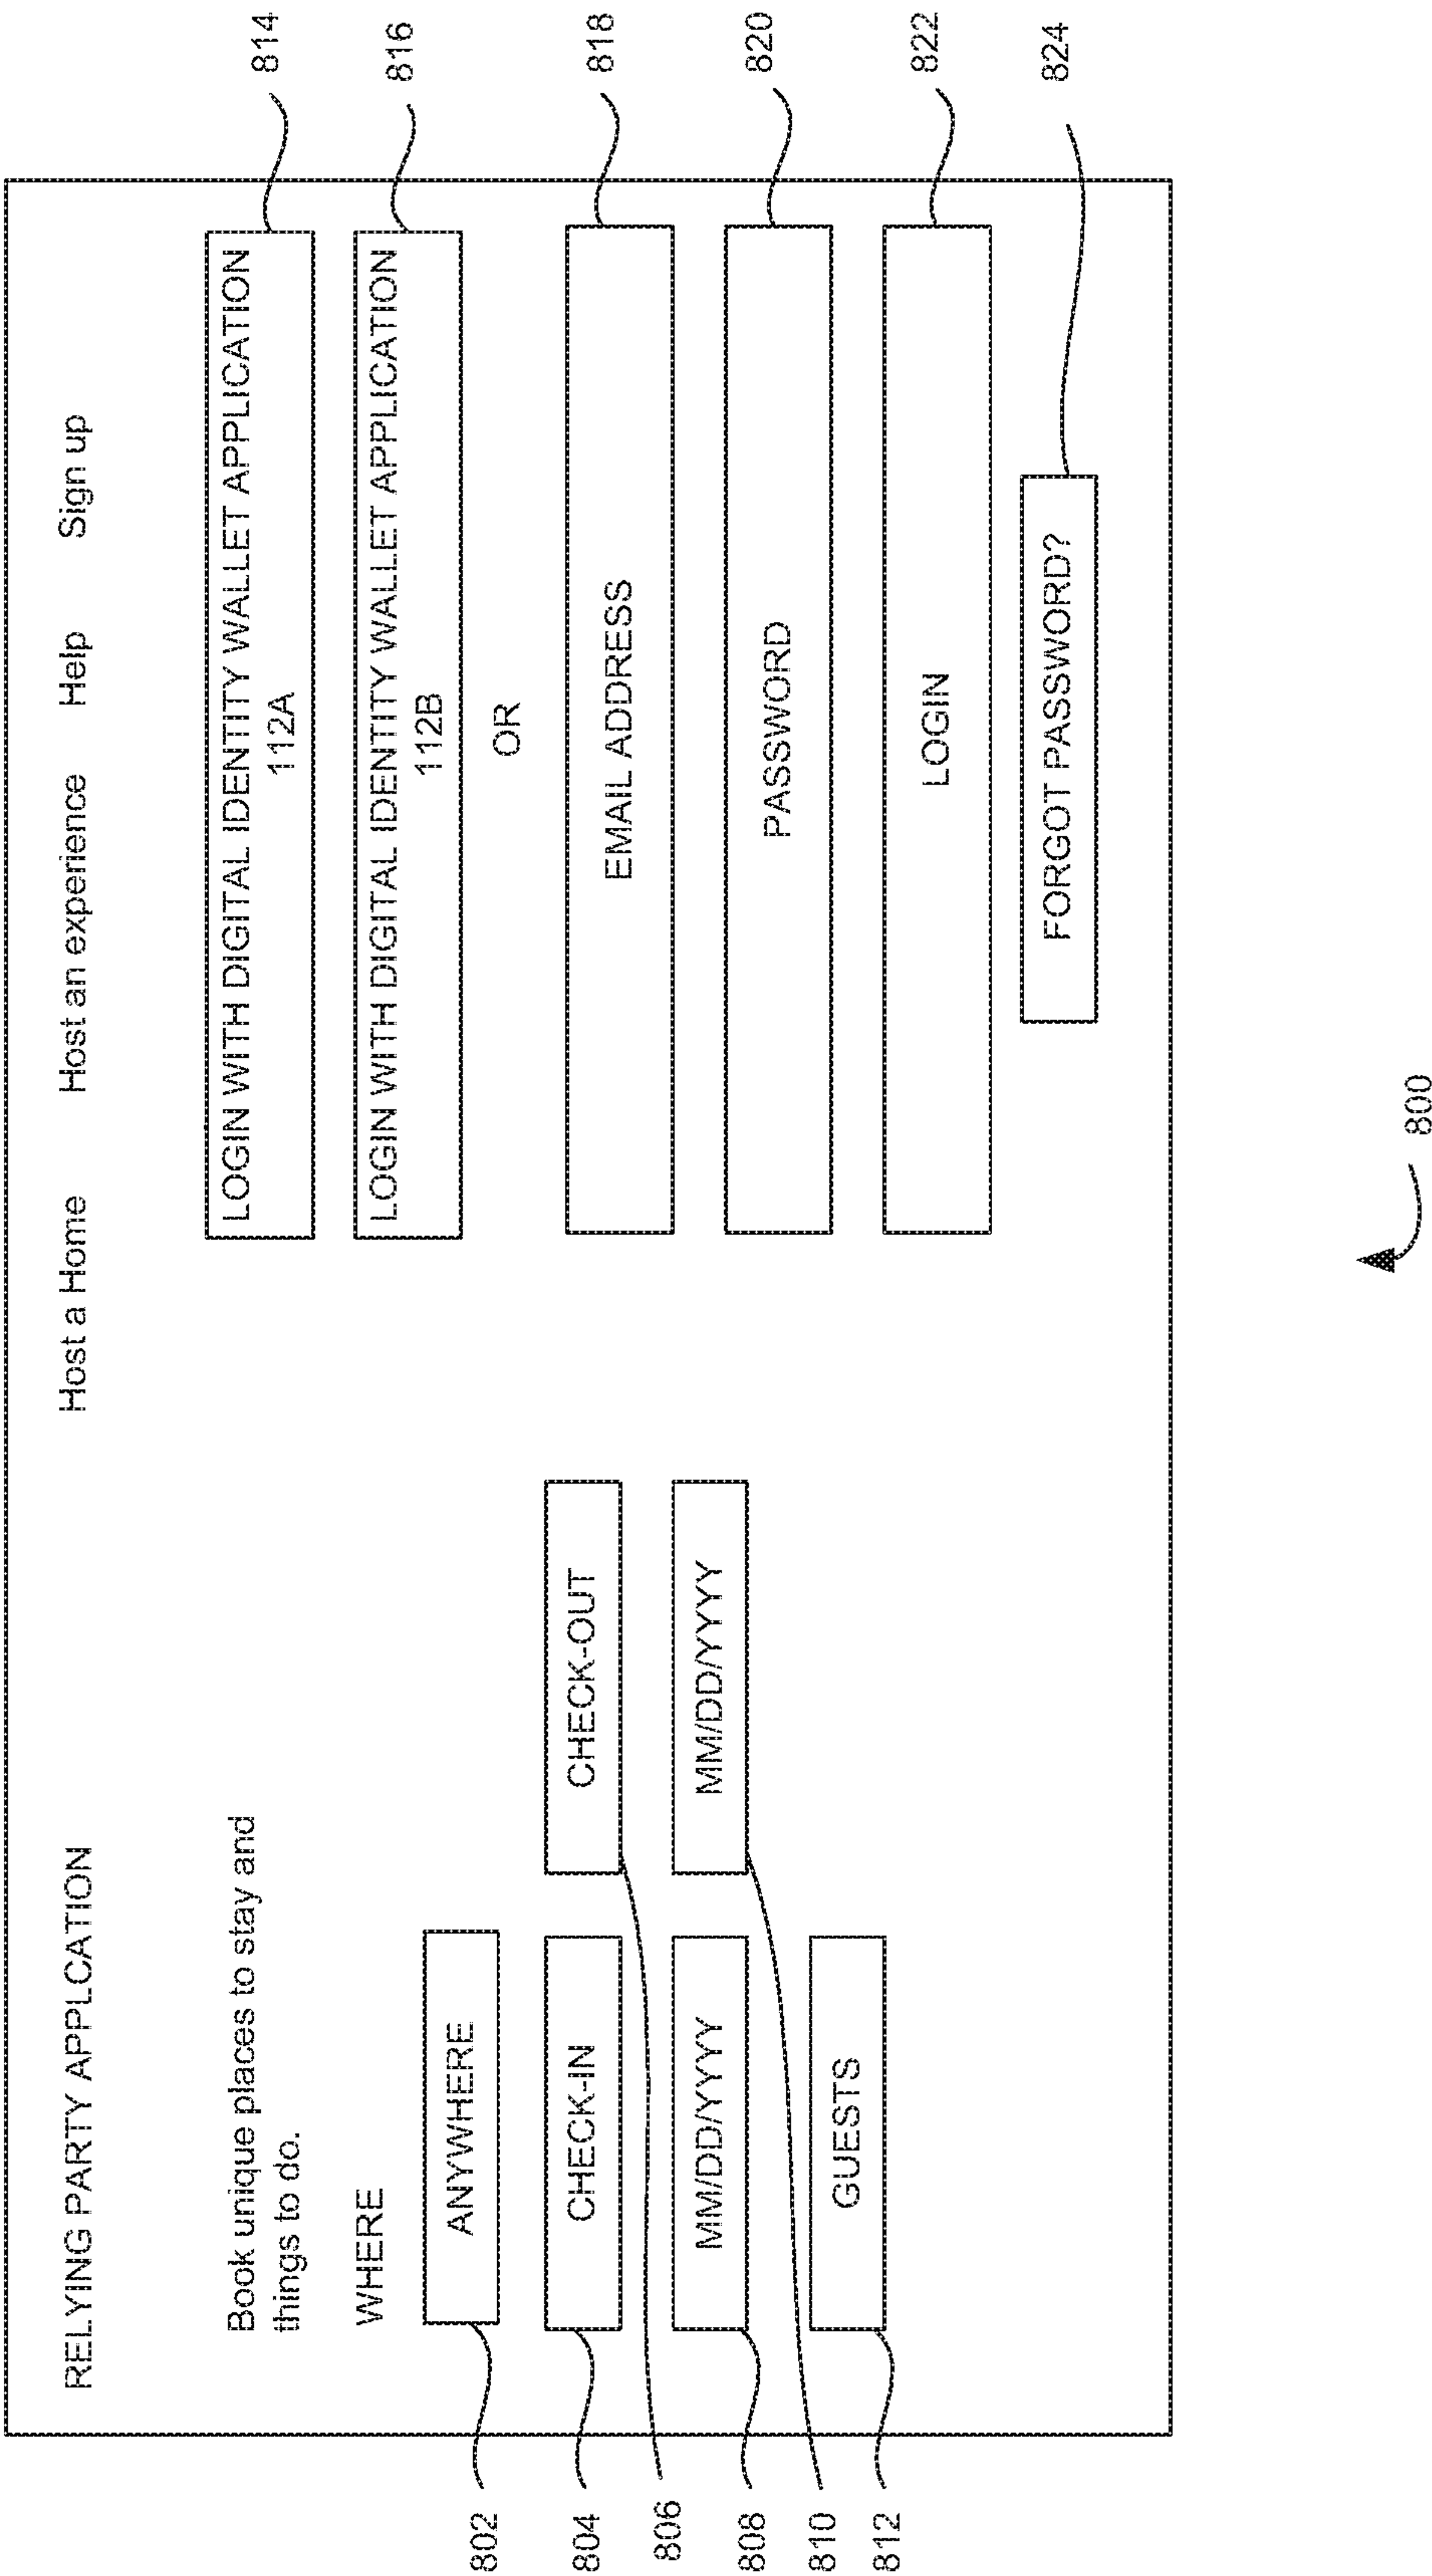 RELYING PARTY APPLCATION
Host a Home Host an experience Help Sign up
Book unique places to stay and
things to do.
WHERE
ANYWHERE
CHECK-IN
CHECK-OUT
MM/DD/YYYY
MM/DD/YYYY
GUESTS
802
804
806
808
810
812
LOGIN WITH DIGITAL IDENTITY WALLET APPLICATION
112A
LOGIN WITH DIGITAL IDENTITY WALLET APPLICATION
112B
OR
EMAIL ADDRESS
PASSWORD
LOGIN
FORGOT PASSWORD?
814
816
818
820
822
824
800